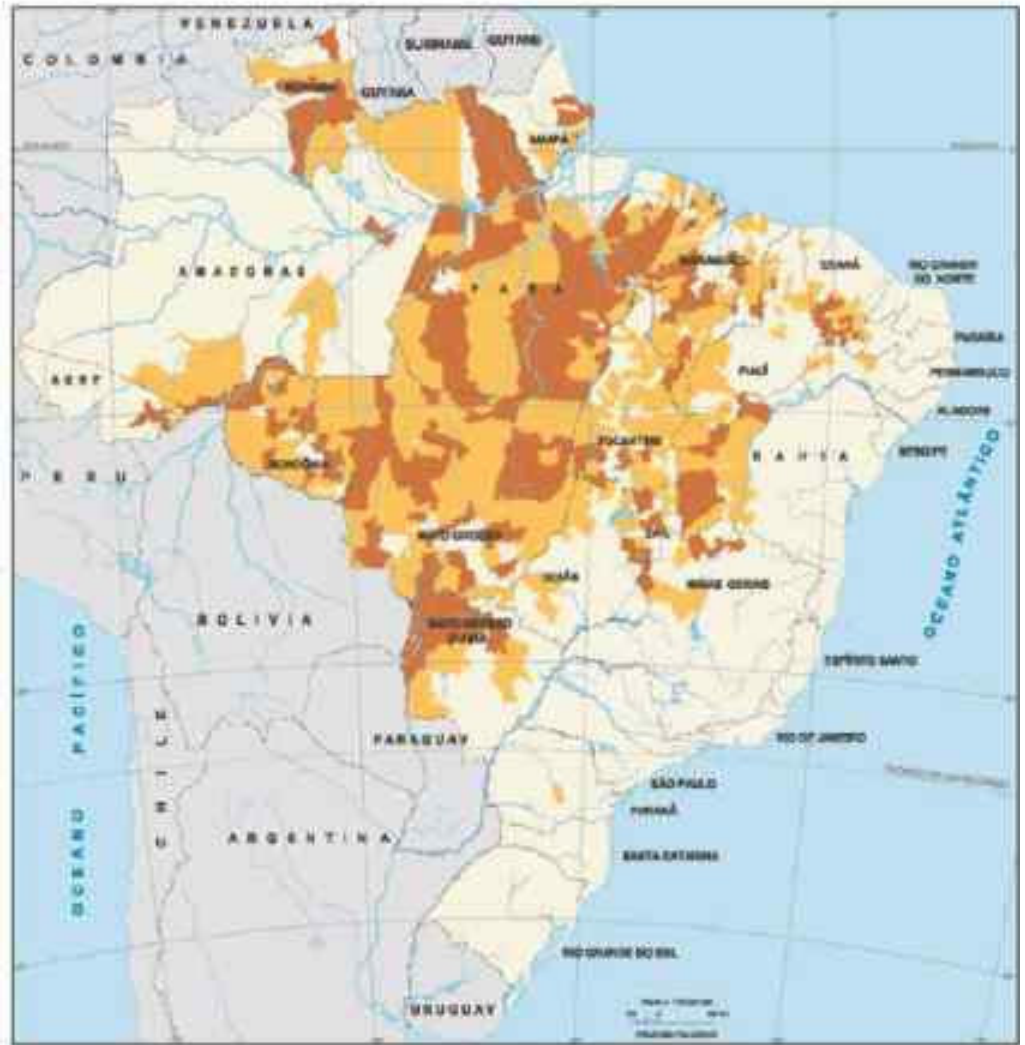 VENEZUELA
SURINAME
GUYANE
COLOMBIA
RORAIMA
GUYANA
AMAPÁ
AMAZONAS
PARÁ
MARANHÃO
CEARÁ
RIO GRANDE
DO NORTE
PARAÍBA
ACRE
PIAUÍ
PERNAMBUCO
ALAGOAS
TOCANTINS
SERGIPE
PERU
RONDÔNIA
BAHIA
MATO GROSSO
GOIÁS
MINAS GERAIS
OCEANO ATLÂNTICO
BOLIVIA
MATO GROSSO
ESPÍRITO SANTO
OCEANO PACÍFICO
CHILE
PARAGUAY
RIO DE JANEIRO
SÃO PAULO
PARANÁ
ARGENTINA
SANTA CATARINA
RIO GRANDE DO SUL
URUGUAY